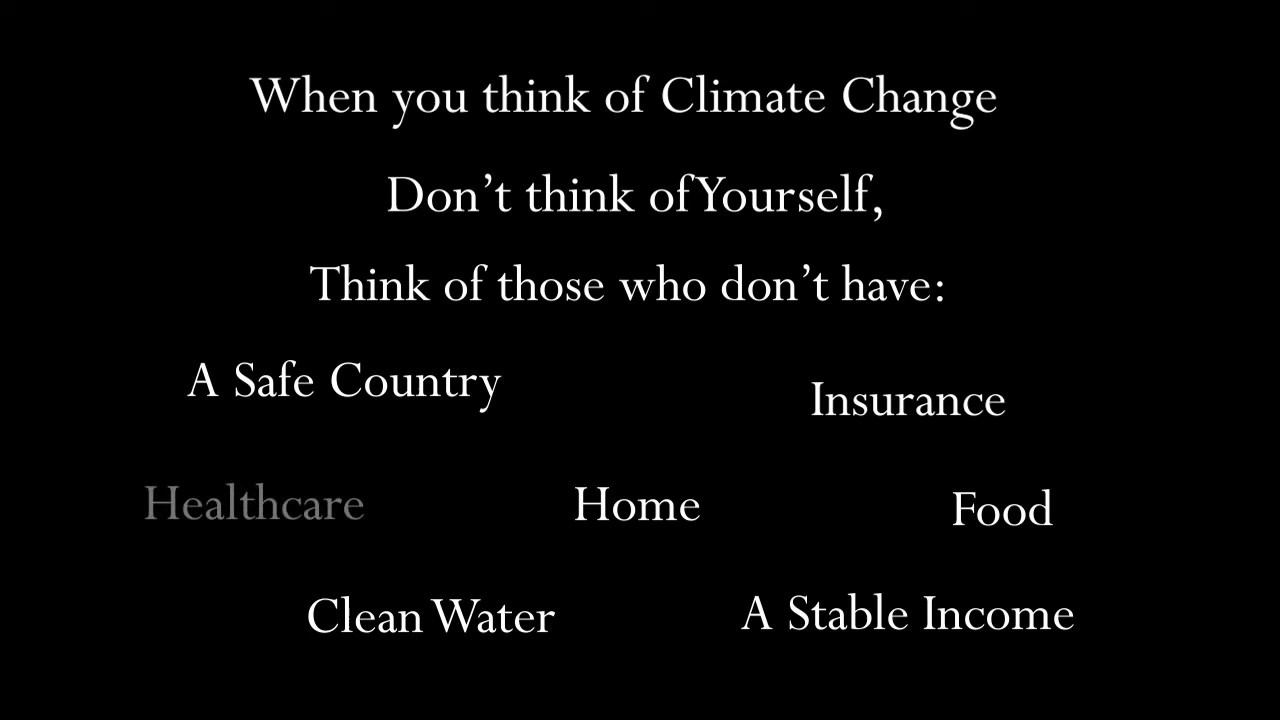 When you think of Climate Change
Don't think of Yourself,
Think of those who don't have:
A Safe Country
Insurance
Healthcare
Home
Food
Clean Water
A Stable Income